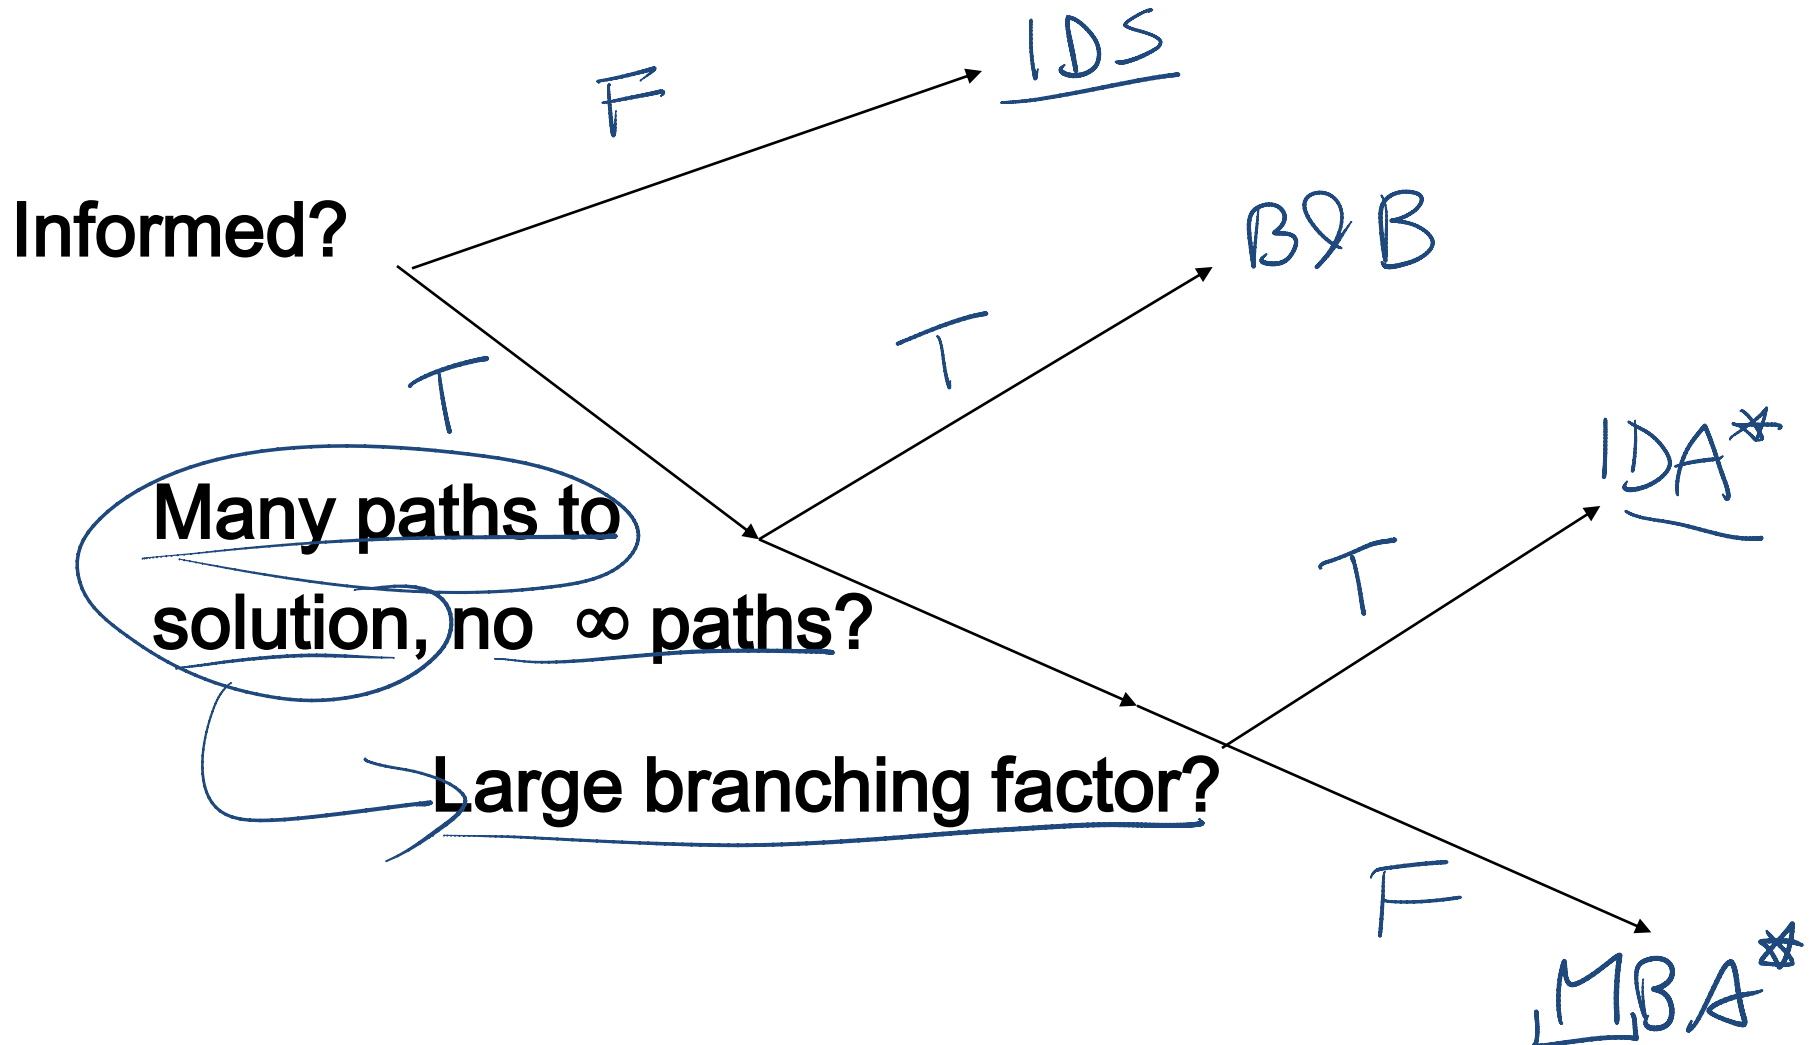 IDS
F
Informed?
B&B
T
T
IDA*
Many paths to
T
solution, no ∞ paths?
Large branching factor?
F
MBA*